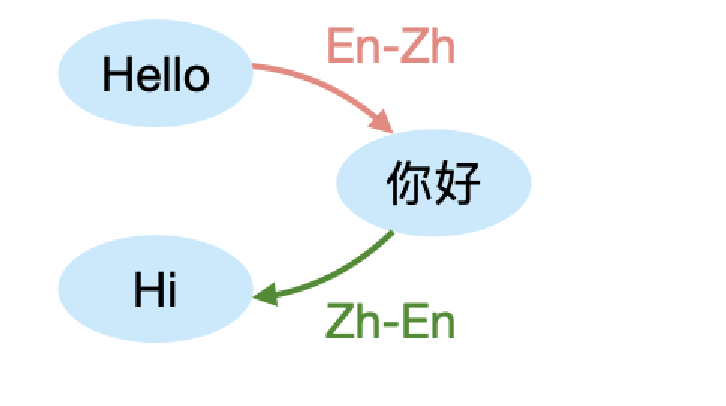 Hello
En-Zh
你好
Hi
Zh-En